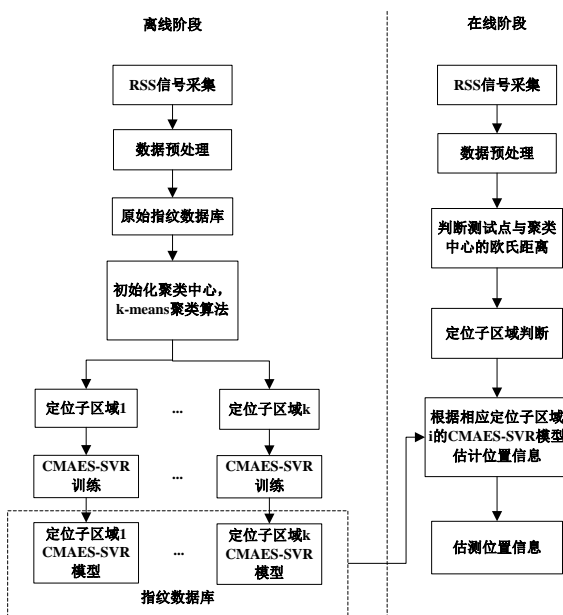 离线阶段
RSS信号采集
数据预处理
原始指纹数据库
初始化聚类中心，
k-means聚类算法
定位子区域1
...
定位子区域k
CMAES-SVR
训练
...
CMAES-SVR
训练
定位子区域1
CMAES-SVR
模型
...
定位子区域k
CMAES-SVR
模型
指纹数据库
在线阶段
RSS信号采集
数据预处理
判断测试点与聚类
中心的欧氏距离
定位子区域判断
根据相应定位子区域
i的CMAES-SVR模型
估计位置信息
估测位置信息